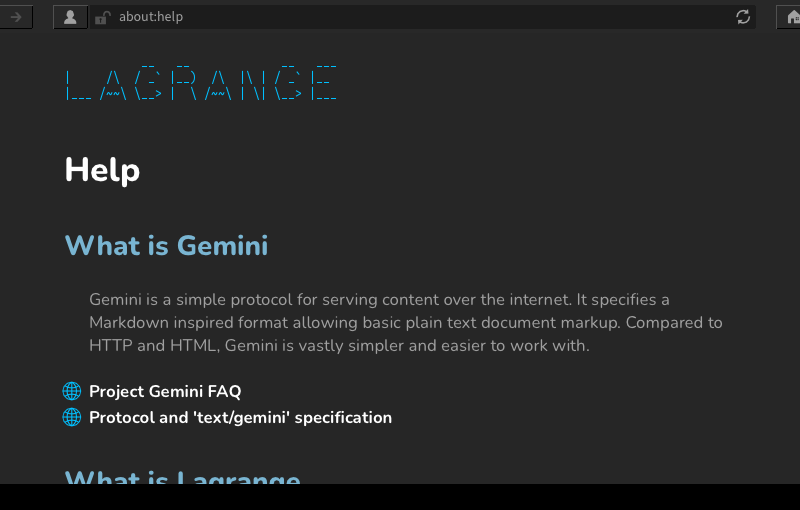 about:help
LAGRANGE
Help
What is Gemini
Gemini is a simple protocol for serving content over the internet. It specifies a
Markdown inspired format allowing basic plain text document markup. Compared to
HTTP and HTML, Gemini is vastly simpler and easier to work with.
Project Gemini FAQ
Protocol and 'text/gemini' specification
What is Lagrange